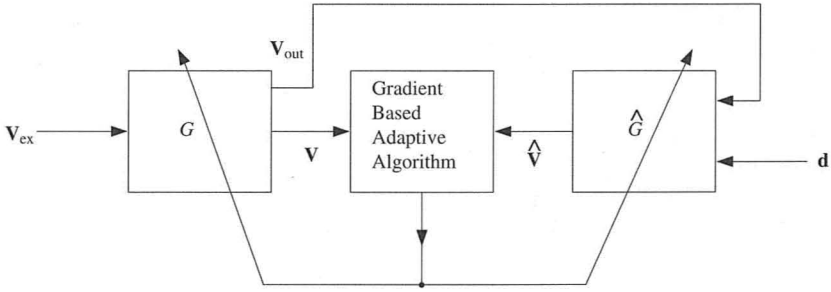 V_out
V_ex
G
V
Gradient
Based
Adaptive
Algorithm
V̂
Ĝ
d